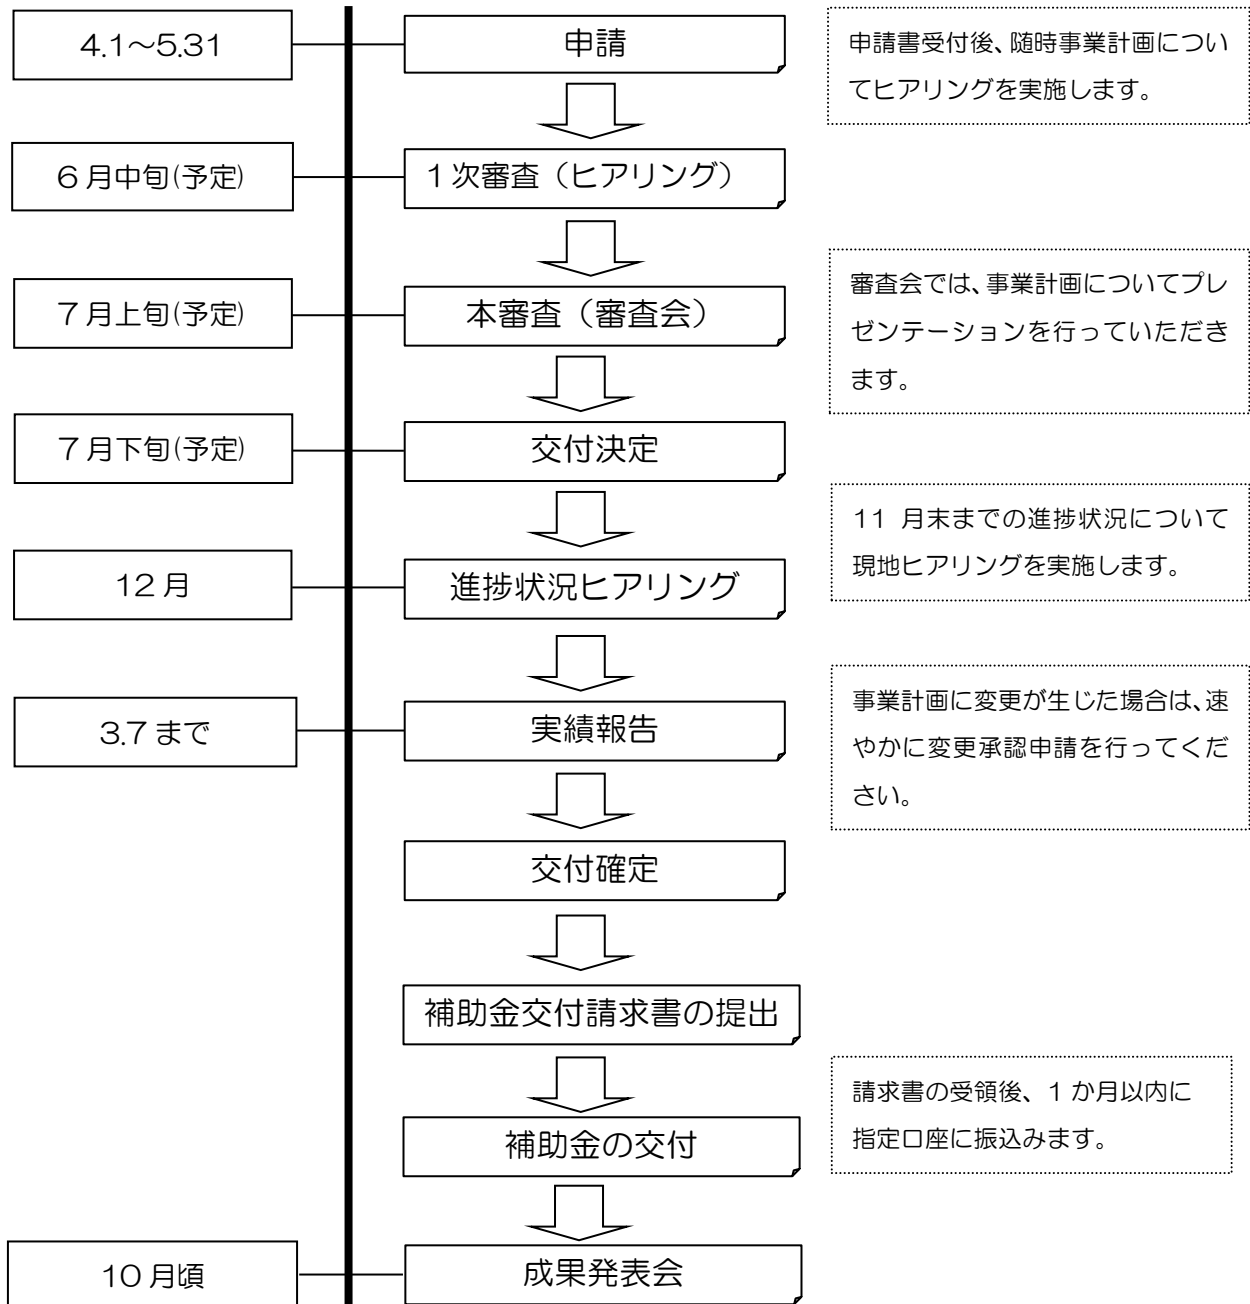 4.1～5.31
申請
申請書受付後、随時事業計画につい
てヒアリングを実施します。
6月中旬(予定)
1次審査（ヒアリング）
7月上旬(予定)
本審査（審査会）
審査会では、事業計画についてプレ
ゼンテーションを行っていただき
ます。
7月下旬(予定)
交付決定
11 月末までの進捗状況について
現地ヒアリングを実施します。
12月
進捗状況ヒアリング
3.7まで
実績報告
事業計画に変更が生じた場合は、速
やかに変更承認申請を行ってくだ
さい。
交付確定
補助金交付請求書の提出
補助金の交付
請求書の受領後、1か月以内に
指定口座に振込みます。
10月頃
成果発表会